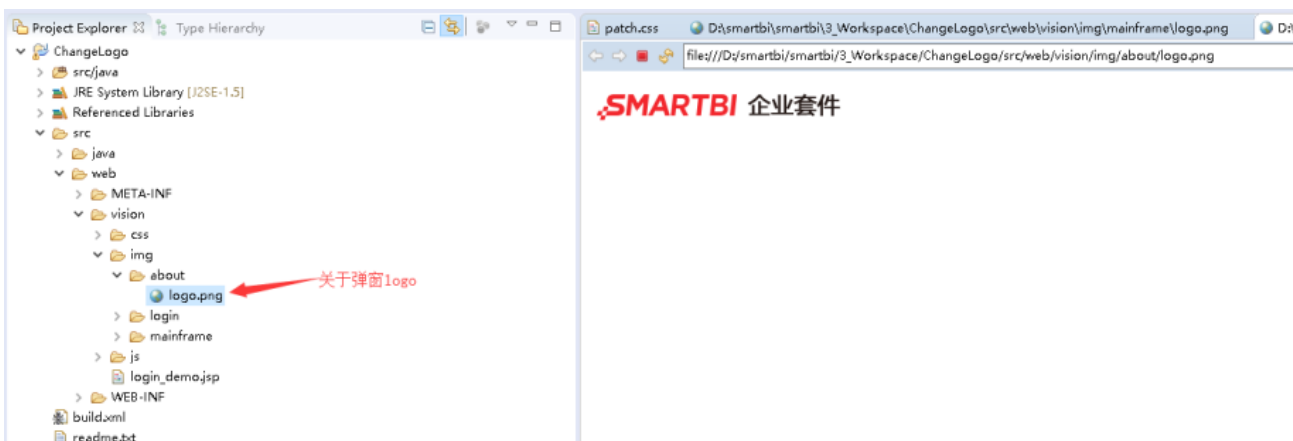 Project Explorer
Type Hierarchy
ChangeLogo
src/java
JRE System Library [J2SE-1.5]
Referenced Libraries
src
java
web
META-INF
vision
css
img
about
logo.png
关于弹窗logo
login
mainframe
js
login_demo.jsp
WEB-INF
build.xml
readme.txt
patch.css
D:\smartbi\smartbi\3_Workspace\ChangeLogo\src\web\vision\img\mainframe\logo.png
D:\
file:///D:/smartbi/smartbi/3_Workspace/ChangeLogo/src/web/vision/img/about/logo.png
SMARTBI 企业套件